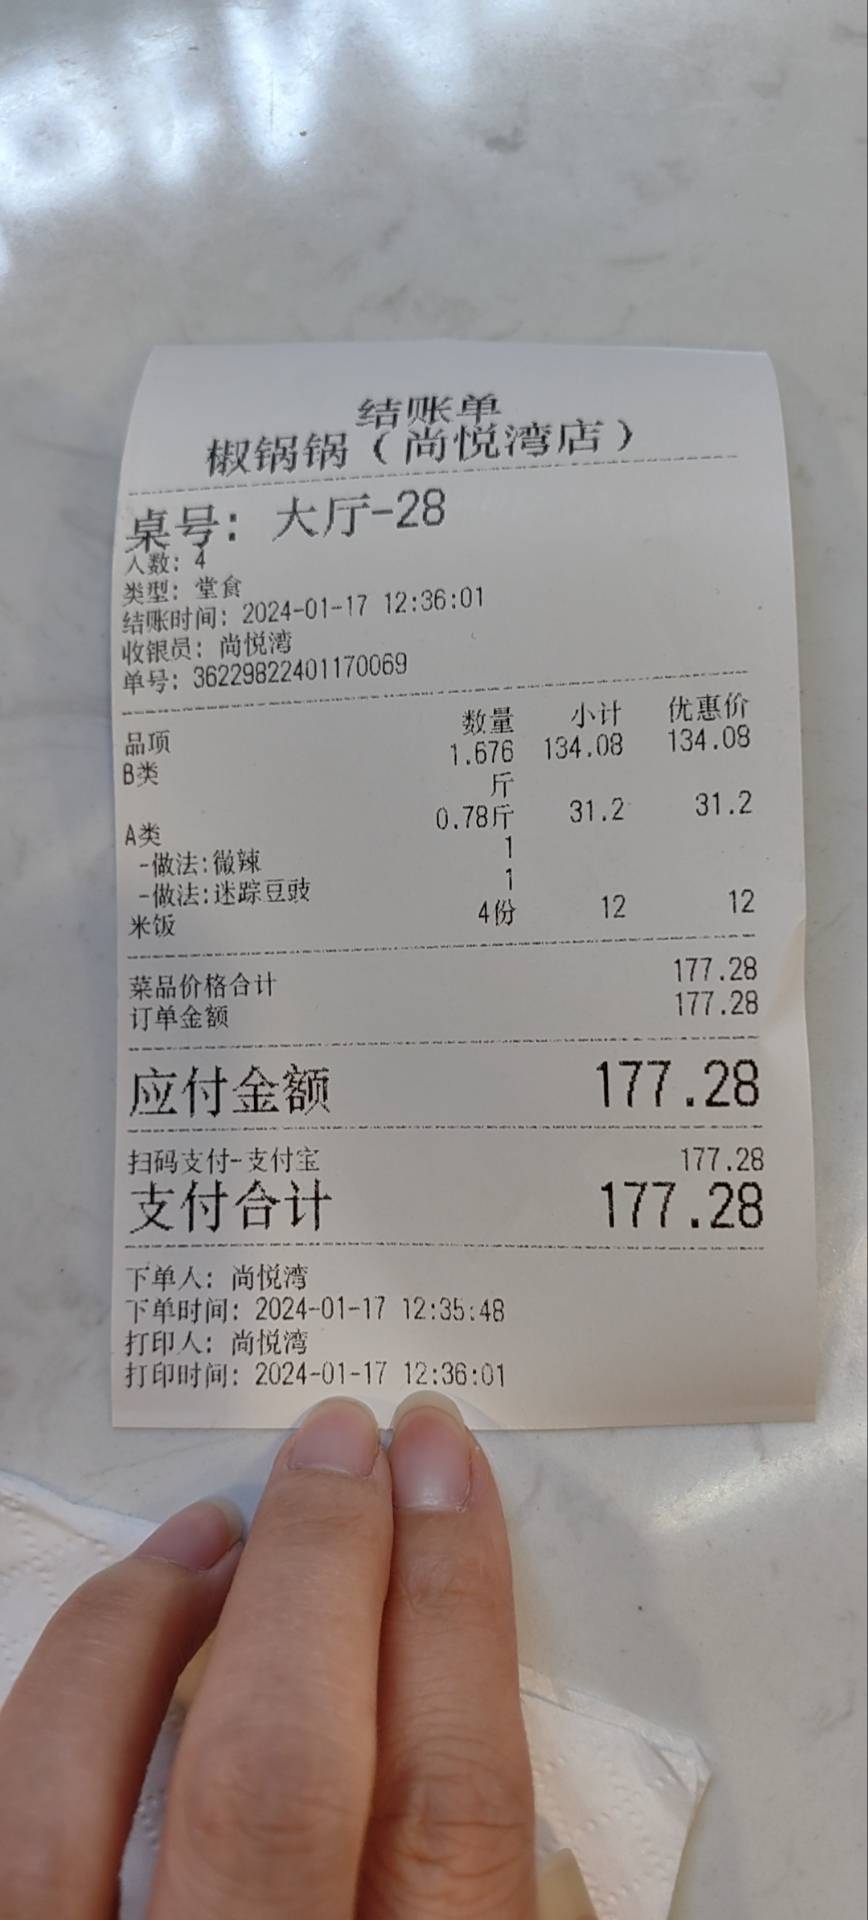 结账单
椒锅锅（尚悦湾店）
桌号: 大厅-28
人数: 4
类型: 堂食
结账时间: 2024-01-17 12:36:01
收银员: 尚悦湾
单号: 36229822401170069
品项 数量 小计 优惠价
B类 1.676斤 134.08 134.08
A类 0.78斤 31.2 31.2
-做法:微辣 1
-做法:迷踪豆豉 1
米饭 4份 12 12
菜品价格合计 177.28
订单金额 177.28
应付金额 177.28
扫码支付-支付宝 177.28
支付合计 177.28
下单人: 尚悦湾
下单时间: 2024-01-17 12:35:48
打印人: 尚悦湾
打印时间: 2024-01-17 12:36:01